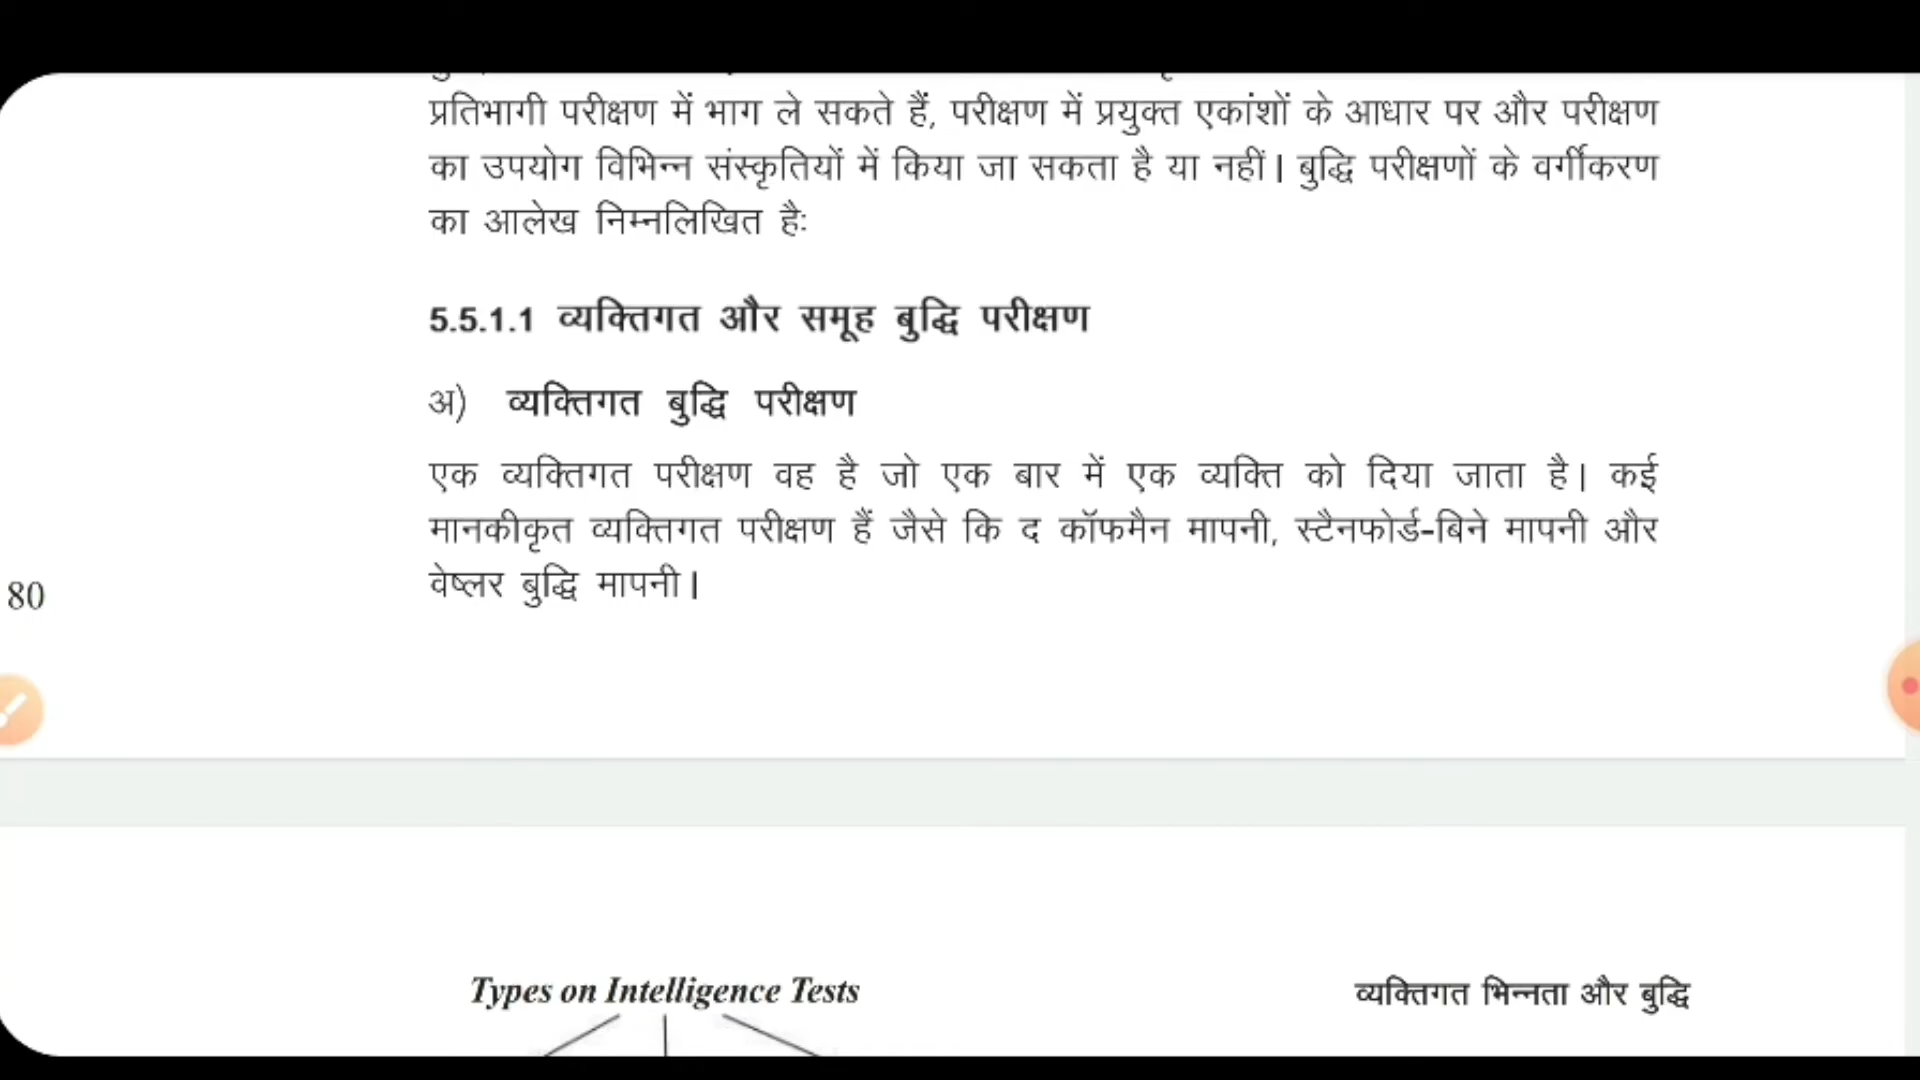 प्रतिभागी परीक्षण में भाग ले सकते हैं, परीक्षण में प्रयुक्त एकांशों के आधार पर और परीक्षण
का उपयोग विभिन्न संस्कृतियों में किया जा सकता है या नहीं। बुद्धि परीक्षणों के वर्गीकरण
का आलेख निम्नलिखित हैः
5.5.1.1 व्यक्तिगत और समूह बुद्धि परीक्षण
अ) व्यक्तिगत बुद्धि परीक्षण
एक व्यक्तिगत परीक्षण वह है जो एक बार में एक व्यक्ति को दिया जाता है। कई
मानकीकृत व्यक्तिगत परीक्षण हैं जैसे कि द कॉफमैन मापनी, स्टैनफोर्ड-बिने मापनी और
वेष्लर बुद्धि मापनी।
80
Types on Intelligence Tests
व्यक्तिगत भिन्नता और बुद्धि